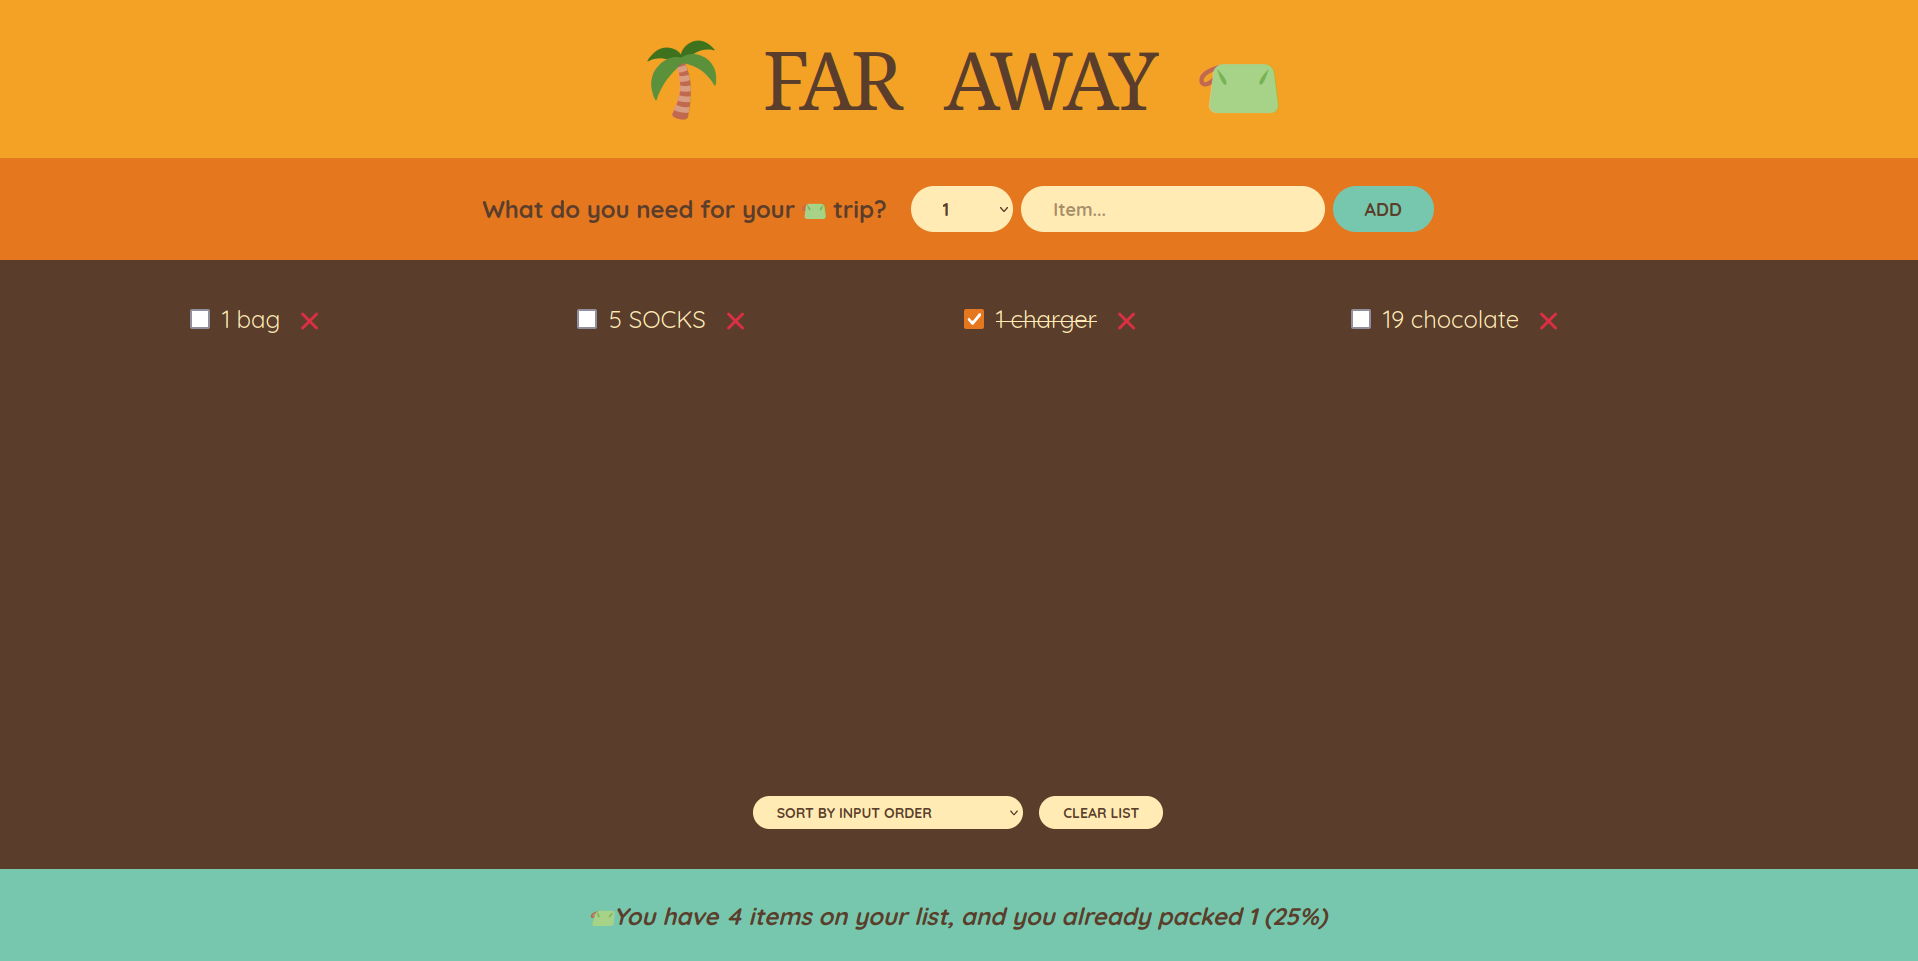 FAR AWAY
What do you need for your trip? 1 Item... ADD
1 bag 5 SOCKS 1 charger 19 chocolate
SORT BY INPUT ORDER CLEAR LIST
You have 4 items on your list, and you already packed 1 (25%)